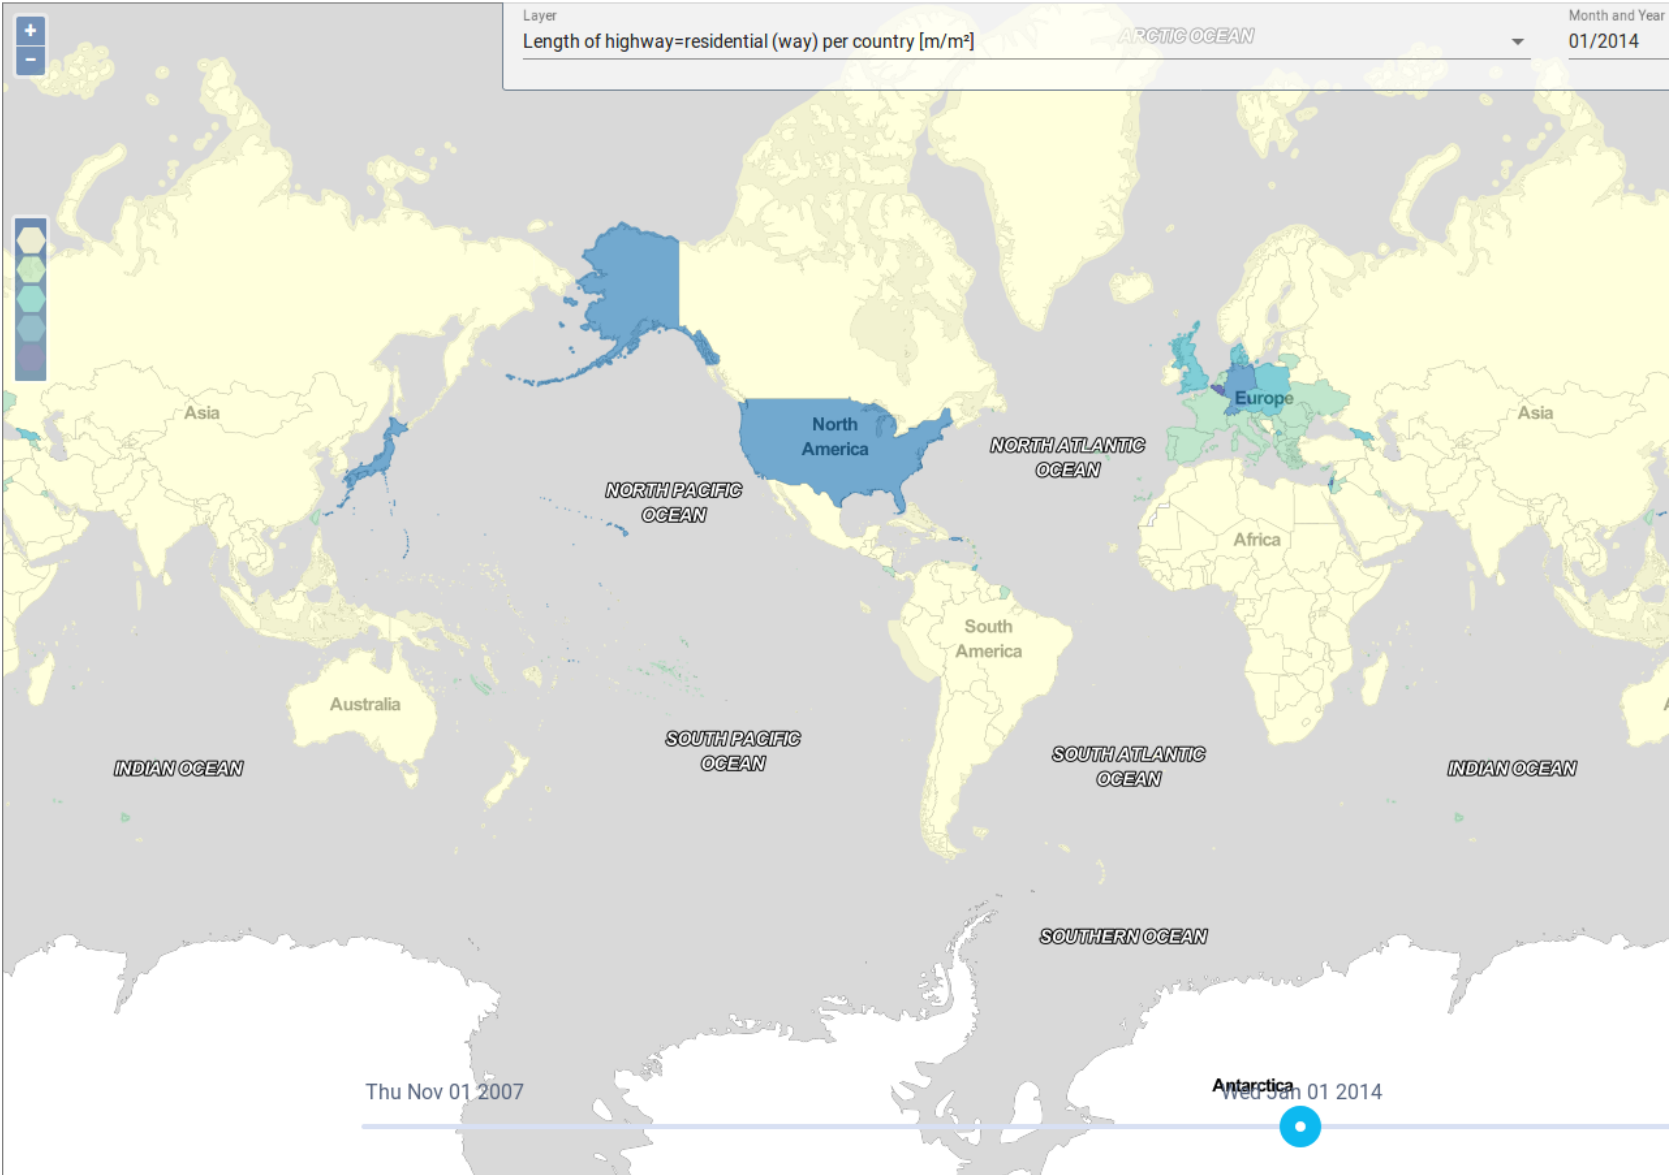 +
−
Layer
Length of highway=residential (way) per country [m/m²]
Month and Year
01/2014
ARCTIC OCEAN
Asia
North
America
NORTH ATLANTIC
OCEAN
Europe
Asia
NORTH PACIFIC
OCEAN
Africa
South
America
Australia
A
SOUTH PACIFIC
OCEAN
SOUTH ATLANTIC
OCEAN
INDIAN OCEAN
INDIAN OCEAN
SOUTHERN OCEAN
Antarctica
Thu Nov 01 2007
Wed Jan 01 2014